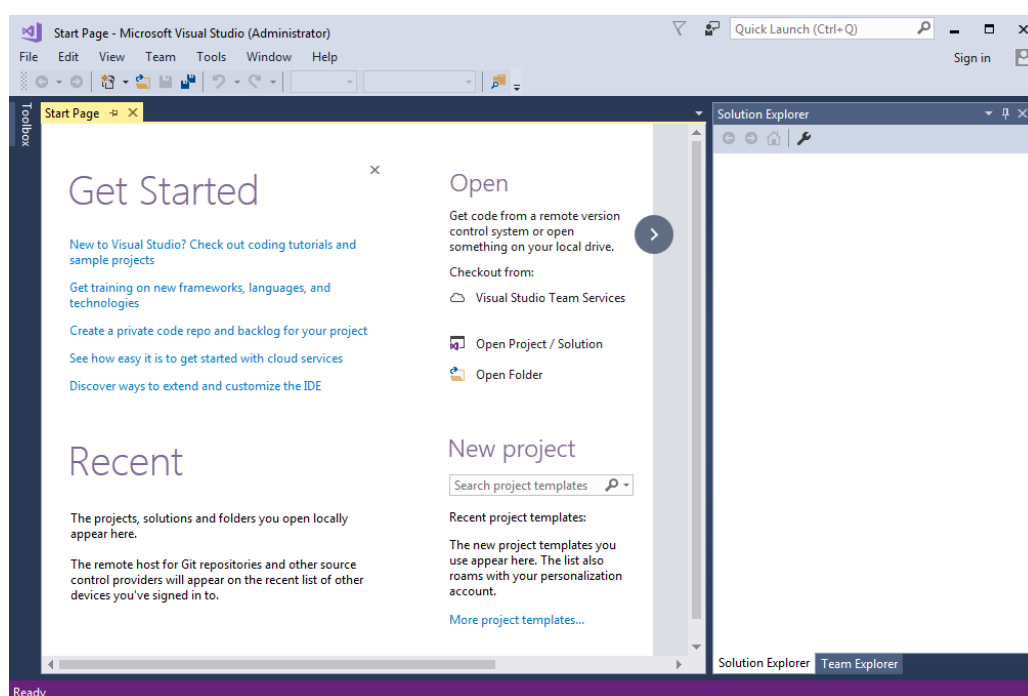 Start Page - Microsoft Visual Studio (Administrator)
Quick Launch (Ctrl+Q)
File Edit View Team Tools Window Help
Sign in
Toolbox
Start Page
Solution Explorer
Get Started
New to Visual Studio? Check out coding tutorials and
sample projects
Get training on new frameworks, languages, and
technologies
Create a private code repo and backlog for your project
See how easy it is to get started with cloud services
Discover ways to extend and customize the IDE
Recent
The projects, solutions and folders you open locally
appear here.
The remote host for Git repositories and other source
control providers will appear on the recent list of other
devices you've signed in to.
Open
Get code from a remote version
control system or open
something on your local drive.
Checkout from:
Visual Studio Team Services
Open Project / Solution
Open Folder
New project
Search project templates
Recent project templates:
The new project templates you
use appear here. The list also
roams with your personalization
account.
More project templates...
Solution Explorer Team Explorer
Ready